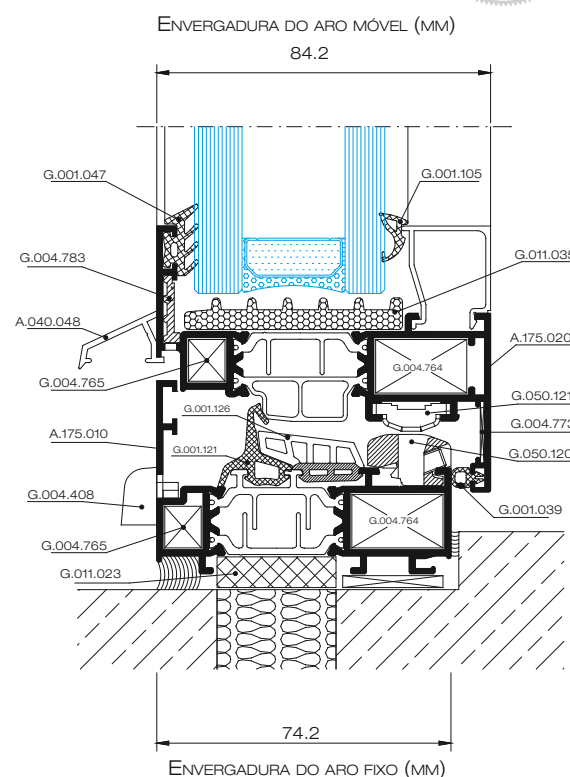 ENVERGADURA DO ARO MÓVEL (MM)
84.2
G.001.047
G.001.105
G.004.783
G.011.035
A.040.048
A.175.020
G.004.765
G.004.764
G.050.121
G.001.126
G.004.773
A.175.010
G.001.121
G.050.120
G.004.408
G.001.039
G.004.764
G.004.765
G.011.023
74.2
ENVERGADURA DO ARO FIXO (MM)